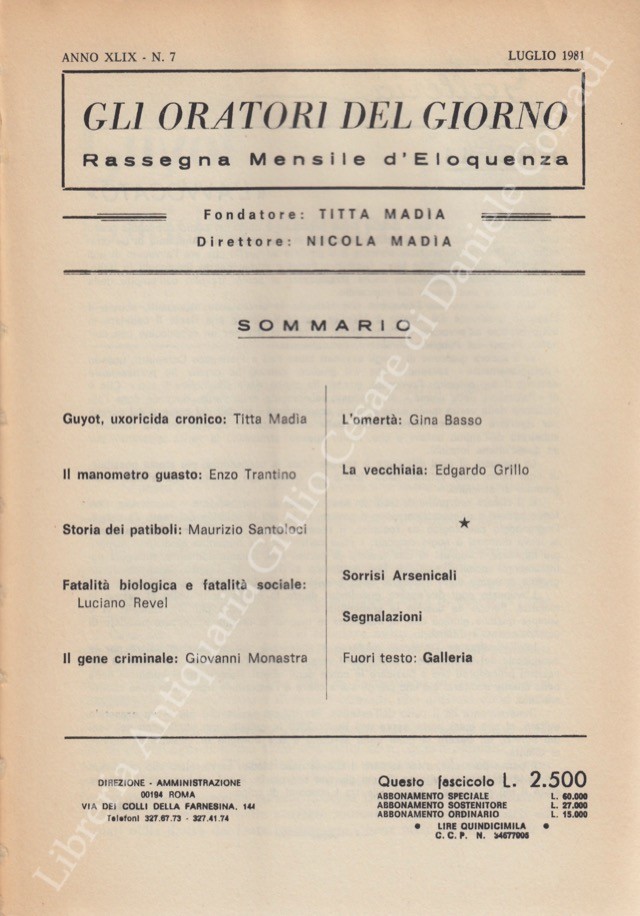 ANNO XLIX - N. 7
LUGLIO 1981
GLI ORATORI DEL GIORNO
Rassegna Mensile d'Eloquenza
Fondatore: TITTA MADIA
Direttore: NICOLA MADIA
SOMMARIO
Guyot, uxoricida cronico: Titta Madia
Il manometro guasto: Enzo Trantino
Storia dei patiboli: Maurizio Santoloci
Fatalità biologica e fatalità sociale:
Luciano Revel
Il gene criminale: Giovanni Monastra
L'omertà: Gina Basso
La vecchiaia: Edgardo Grillo
★
Sorrisi Arsenicali
Segnalazioni
Fuori testo: Galleria
DIREZIONE - AMMINISTRAZIONE
00194 ROMA
VIA DEI COLLI DELLA FARNESINA, 144
Telefoni 327.67.73 - 327.41.74
Questo fascicolo L. 2.500
ABBONAMENTO SPECIALE L. 60.000
ABBONAMENTO SOSTENITORE L. 27.000
ABBONAMENTO ORDINARIO L. 15.000
• LIRE QUINDICIMILA •
C. C. P. N.
Libreria Antiquaria Giulio Cesare di Daniele Corradi